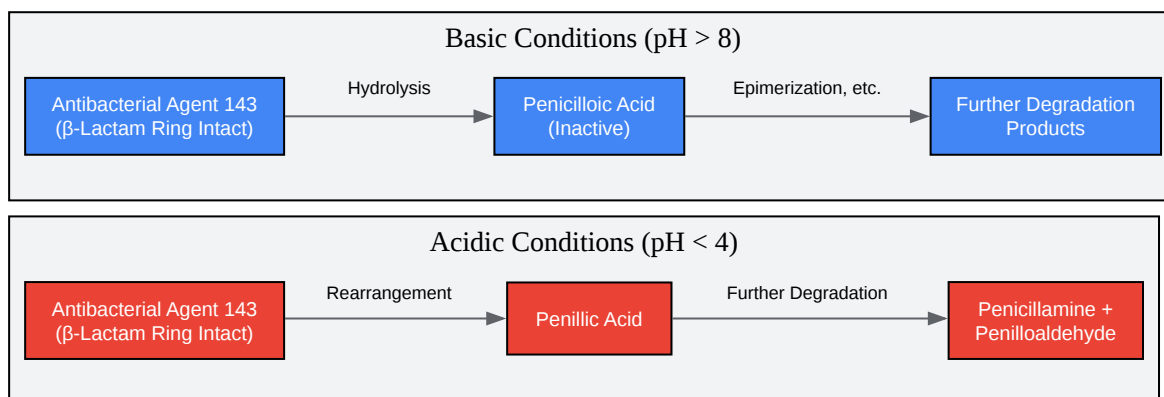 Basic Conditions (pH > 8)
Hydrolysis
Epimerization, etc.
Antibacterial Agent 143
(β-Lactam Ring Intact)
Penicilloic Acid
(Inactive)
Further Degradation
Products
Acidic Conditions (pH < 4)
Rearrangement
Further Degradation
Antibacterial Agent 143
(β-Lactam Ring Intact)
Penillic Acid
Penicillamine +
Penilloaldehyde